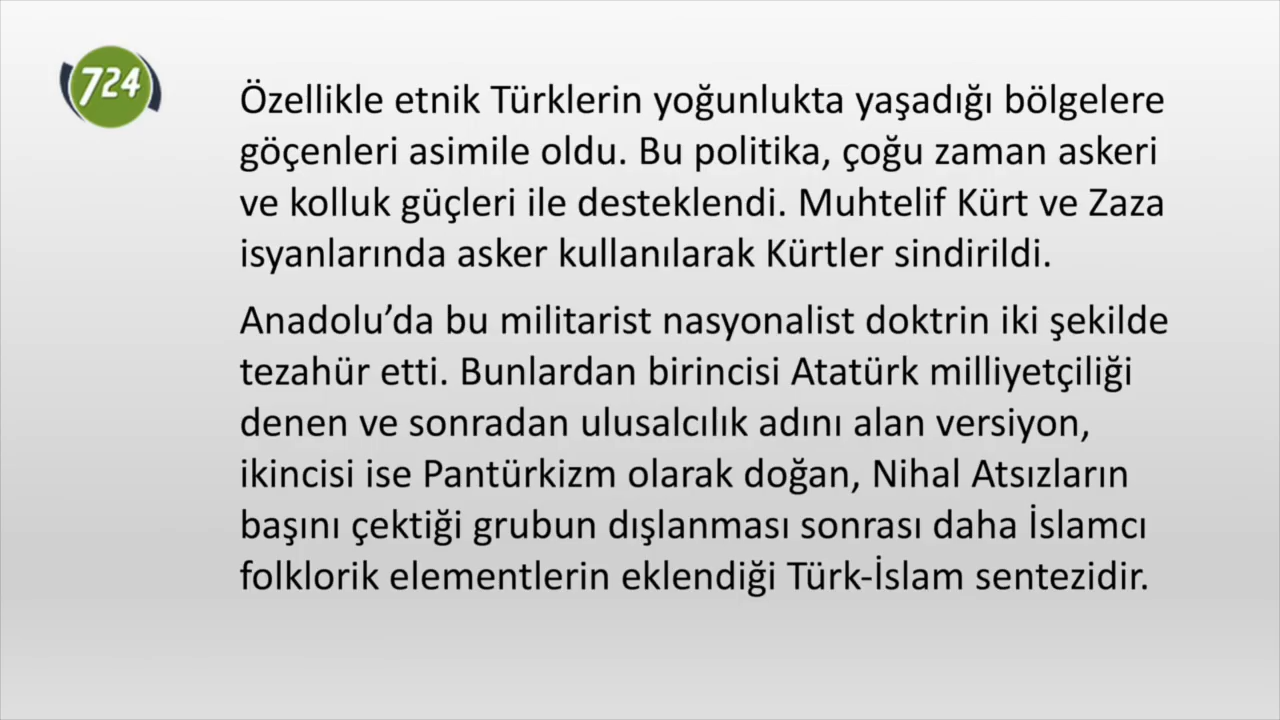 724
Özellikle etnik Türklerin yoğunlukta yaşadığı bölgelere
göçenleri asimile oldu. Bu politika, çoğu zaman askeri
ve kolluk güçleri ile desteklendi. Muhtelif Kürt ve Zaza
isyanlarında asker kullanılarak Kürtler sindirildi.
Anadolu’da bu militarist nasyonalist doktrin iki şekilde
tezahür etti. Bunlardan birincisi Atatürk milliyetçiliği
denen ve sonradan ulusalcılık adını alan versiyon,
ikincisi ise Pantürkizm olarak doğan, Nihal Atsızların
başını çektiği grubun dışlanması sonrası daha İslamcı
folklorik elementlerin eklendiği Türk-İslam sentezidir.